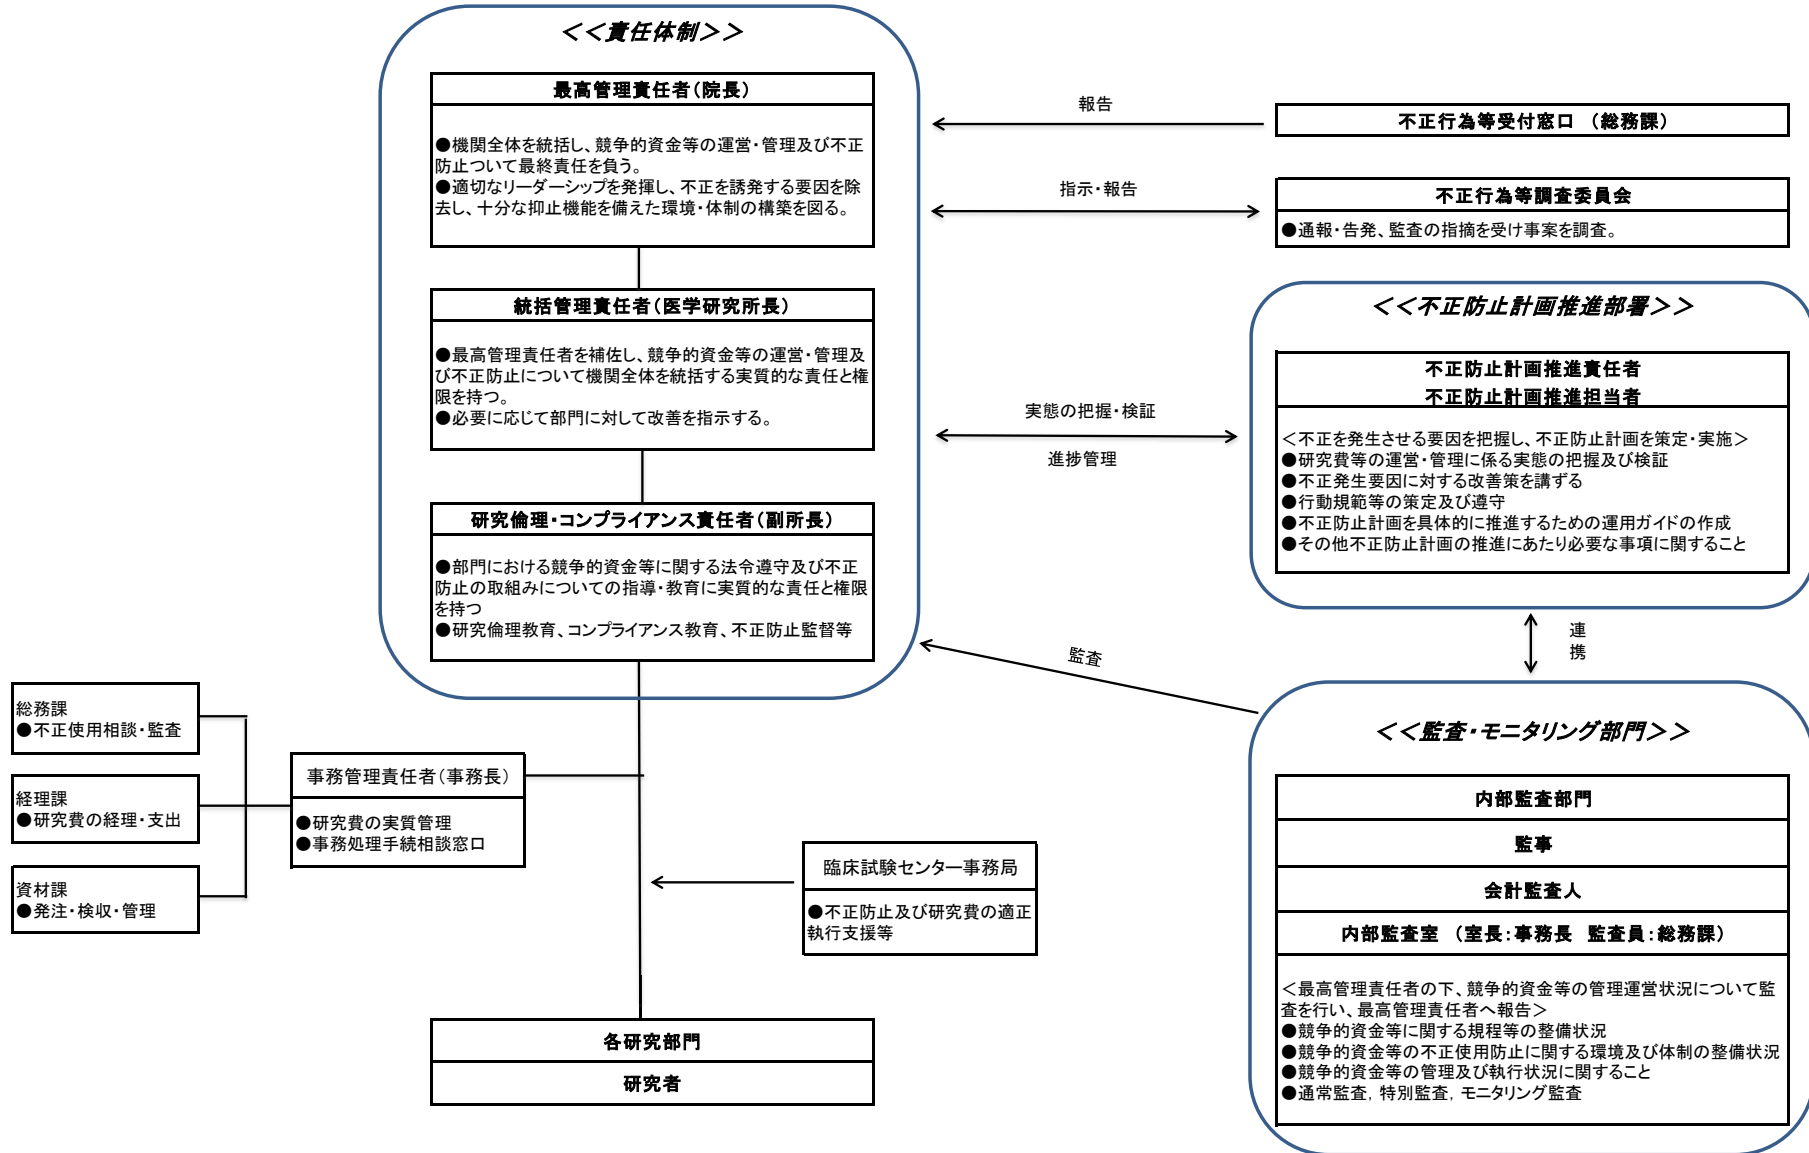 ＜＜責任体制＞＞
最高管理責任者（院長）
●機関全体を統括し、競争的資金等の運営・管理及び不正
防止ついて最終責任を負う。
●適切なリーダーシップを発揮し、不正を誘発する要因を除
去し、十分な抑止機能を備えた環境・体制の構築を図る。
統括管理責任者（医学研究所長）
●最高管理責任者を補佐し、競争的資金等の運営・管理及
び不正防止について機関全体を統括する実質的な責任と権
限を持つ。
●必要に応じて部門に対して改善を指示する。
研究倫理・コンプライアンス責任者（副所長）
●部門における競争的資金等に関する法令遵守及び不正
防止の取組みについての指導・教育に実質的な責任と権限
を持つ
●研究倫理教育、コンプライアンス教育、不正防止監督等
報告
不正行為等受付窓口　（総務課）
指示・報告
不正行為等調査委員会
●通報・告発、監査の指摘を受け事案を調査。
＜＜不正防止計画推進部署＞＞
不正防止計画推進責任者
不正防止計画推進担当者
＜不正を発生させる要因を把握し、不正防止計画を策定・実施＞
●研究費等の運営・管理に係る実態の把握及び検証
●不正発生要因に対する改善策を講ずる
●行動規範等の策定及び遵守
●不正防止計画を具体的に推進するための運用ガイドの作成
●その他不正防止計画の推進にあたり必要な事項に関すること
実態の把握・検証
進捗管理
連
携
監査
＜＜監査・モニタリング部門＞＞
内部監査部門
監事
会計監査人
内部監査室　（室長：事務長　監査員：総務課）
＜最高管理責任者の下、競争的資金等の管理運営状況について監
査を行い、最高管理責任者へ報告＞
●競争的資金等に関する規程等の整備状況
●競争的資金等の不正使用防止に関する環境及び体制の整備状況
●競争的資金等の管理及び執行状況に関すること
●通常監査，特別監査，モニタリング監査
総務課
●不正使用相談・監査
経理課
●研究費の経理・支出
資材課
●発注・検収・管理
事務管理責任者（事務長）
●研究費の実質管理
●事務処理手続相談窓口
臨床試験センター事務局
●不正防止及び研究費の適正
執行支援等
各研究部門
研究者